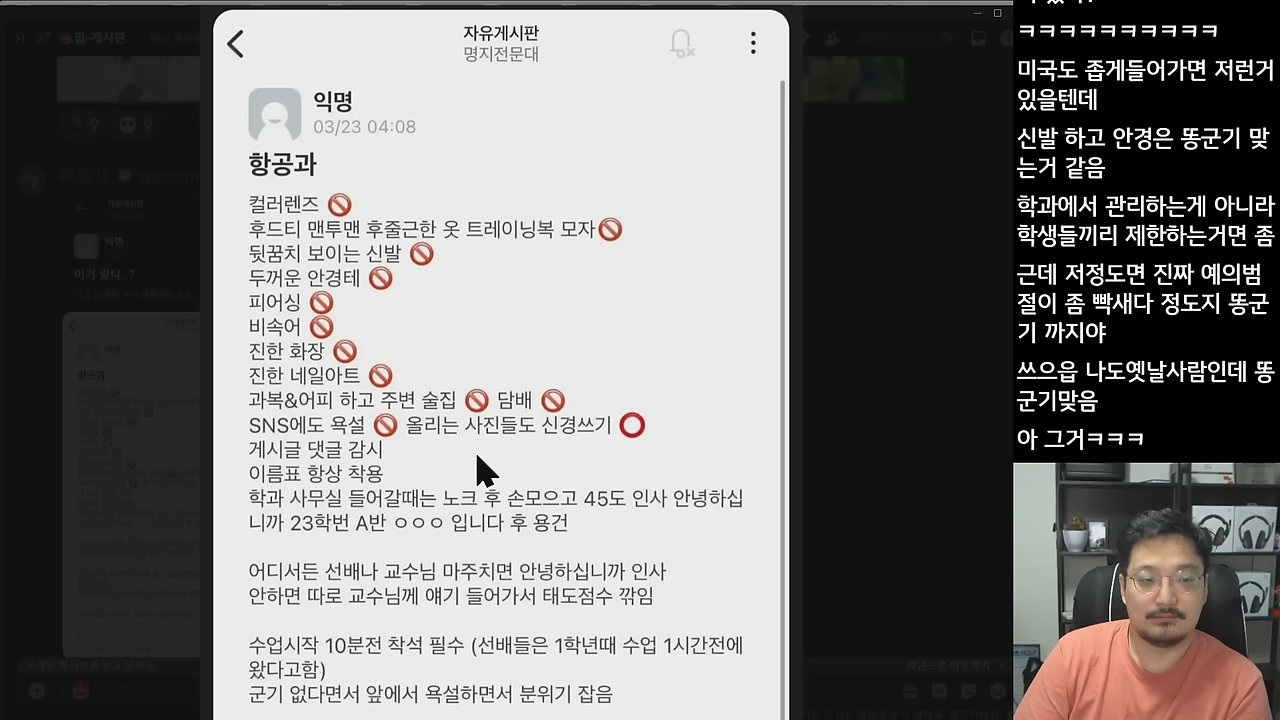 자유게시판
명지전문대
익명
03/23 04:08
항공과
컬러렌즈 🚫
후드티 맨투맨 후줄근한 옷 트레이닝복 모자🚫
뒷꿈치 보이는 신발 🚫
두꺼운 안경테 🚫
피어싱 🚫
비속어 🚫
진한 화장 🚫
진한 네일아트 🚫
과복&어피 하고 주변 술집 🚫 담배 🚫
SNS에도 욕설 🚫 올리는 사진들도 신경쓰기 ⭕
게시글 댓글 감시
이름표 항상 착용
학과 사무실 들어갈때는 노크 후 손모으고 45도 인사 안녕하십
니까 23학번 A반 ㅇㅇㅇ 입니다 후 용건
어디서든 선배나 교수님 마주치면 안녕하십니까 인사
안하면 따로 교수님께 얘기 들어가서 태도점수 깎임
수업시작 10분전 착석 필수 (선배들은 1학년때 수업 1시간전에
왔다고함)
군기 없다면서 앞에서 욕설하면서 분위기 잡음
ㅋㅋㅋㅋㅋㅋㅋㅋㅋㅋ
미국도 좁게들어가면 저런거
있을텐데
신발 하고 안경은 똥군기 맞
는거 같음
학과에서 관리하는게 아니라
학생들끼리 제한하는거면 좀
근데 저정도면 진짜 예의범
절이 좀 빡새다 정도지 똥군
기 까지야
쓰으읍 나도옛날사람인데 똥
군기맞음
아 그거ㅋㅋㅋ